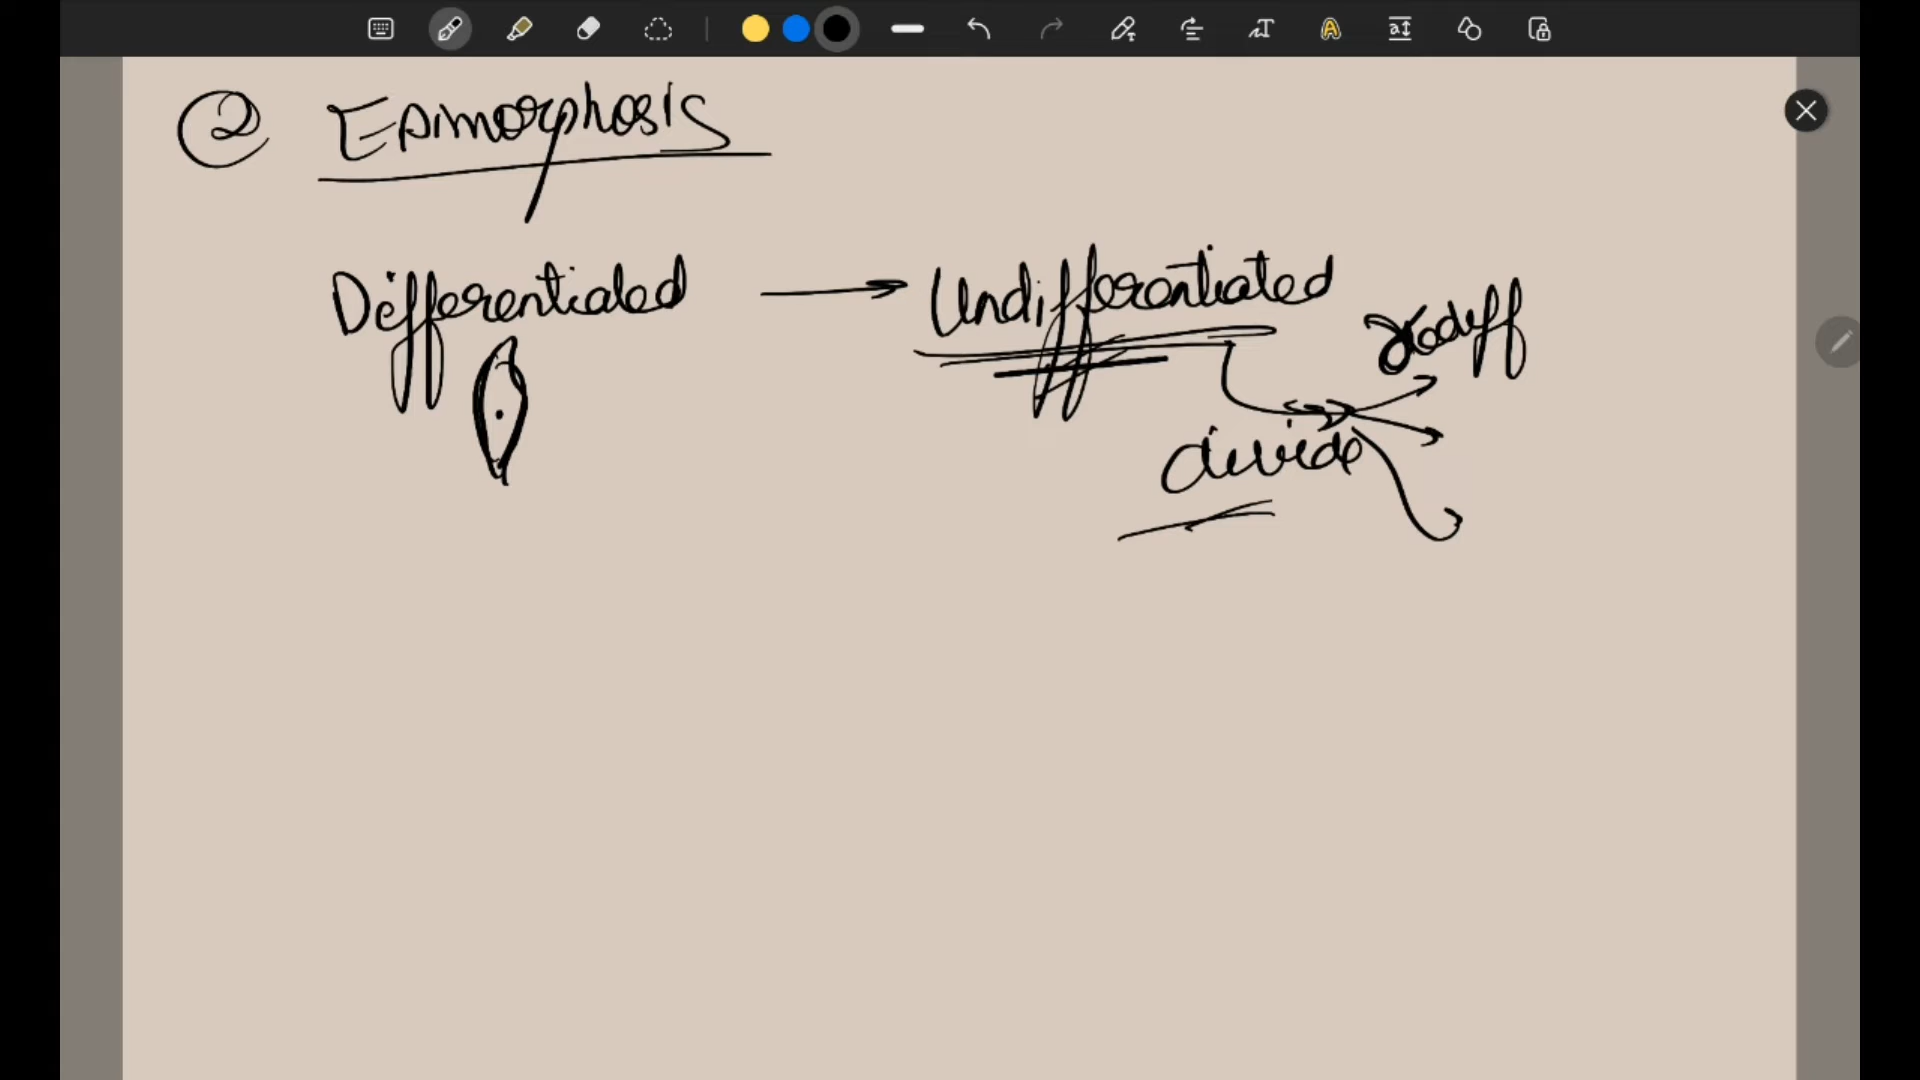 ② Epimorphosis
Differentiated → Undifferentiated
rediff
divide